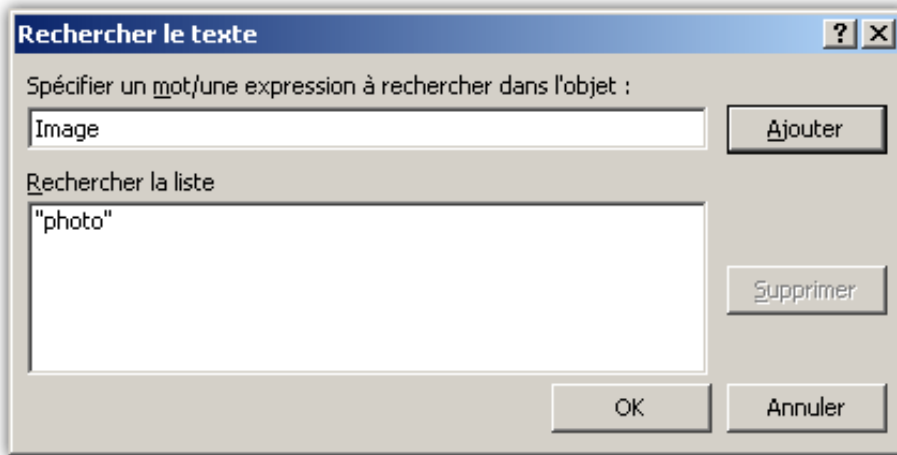 Rechercher le texte
Spécifier un mot/une expression à rechercher dans l'objet :
Image
Ajouter
Rechercher la liste
"photo"
Supprimer
OK
Annuler